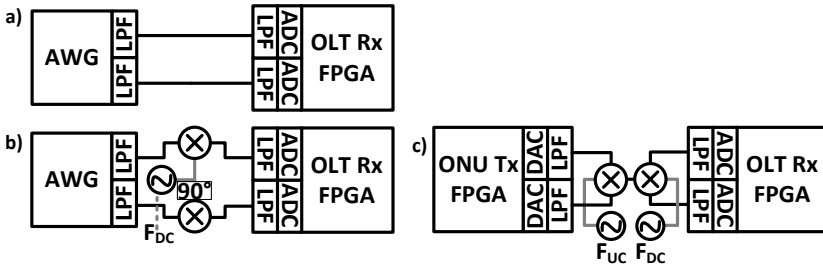 a)
AWG
LPF
LPF
LPF
LPF
ADC
ADC
OLT Rx
FPGA
b)
AWG
LPF
LPF
90°
F_DC
LPF
LPF
ADC
ADC
OLT Rx
FPGA
c)
ONU Tx
FPGA
DAC
DAC
LPF
LPF
F_UC
F_DC
LPF
LPF
ADC
ADC
OLT Rx
FPGA